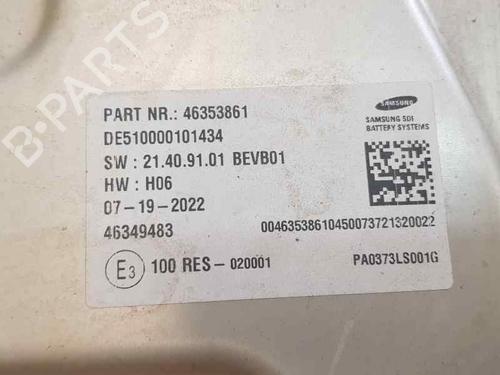 PART NR.: 46353861
DE510000101434
SW : 21.40.91.01 BEVB01
HW : H06
07-19-2022
46349483
E3 100 RES-020001
SAMSUNG
SAMSUNG SDI
BATTERY SYSTEMS
00463538610450073721320022
PA0373LS001G
B-PARTS